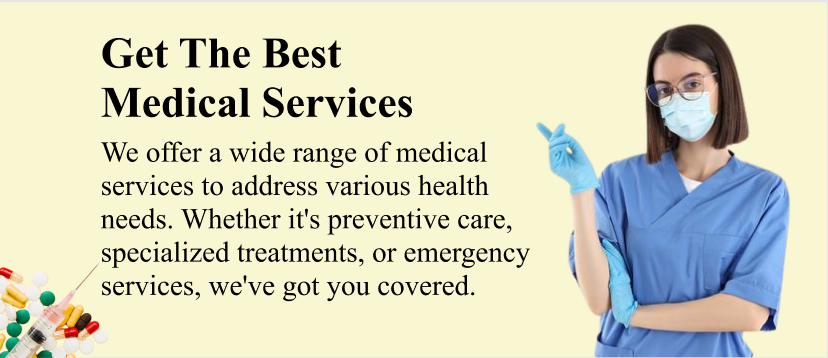 Get The Best
Medical Services
We offer a wide range of medical
services to address various health
needs. Whether it's preventive care,
specialized treatments, or emergency
services, we've got you covered.